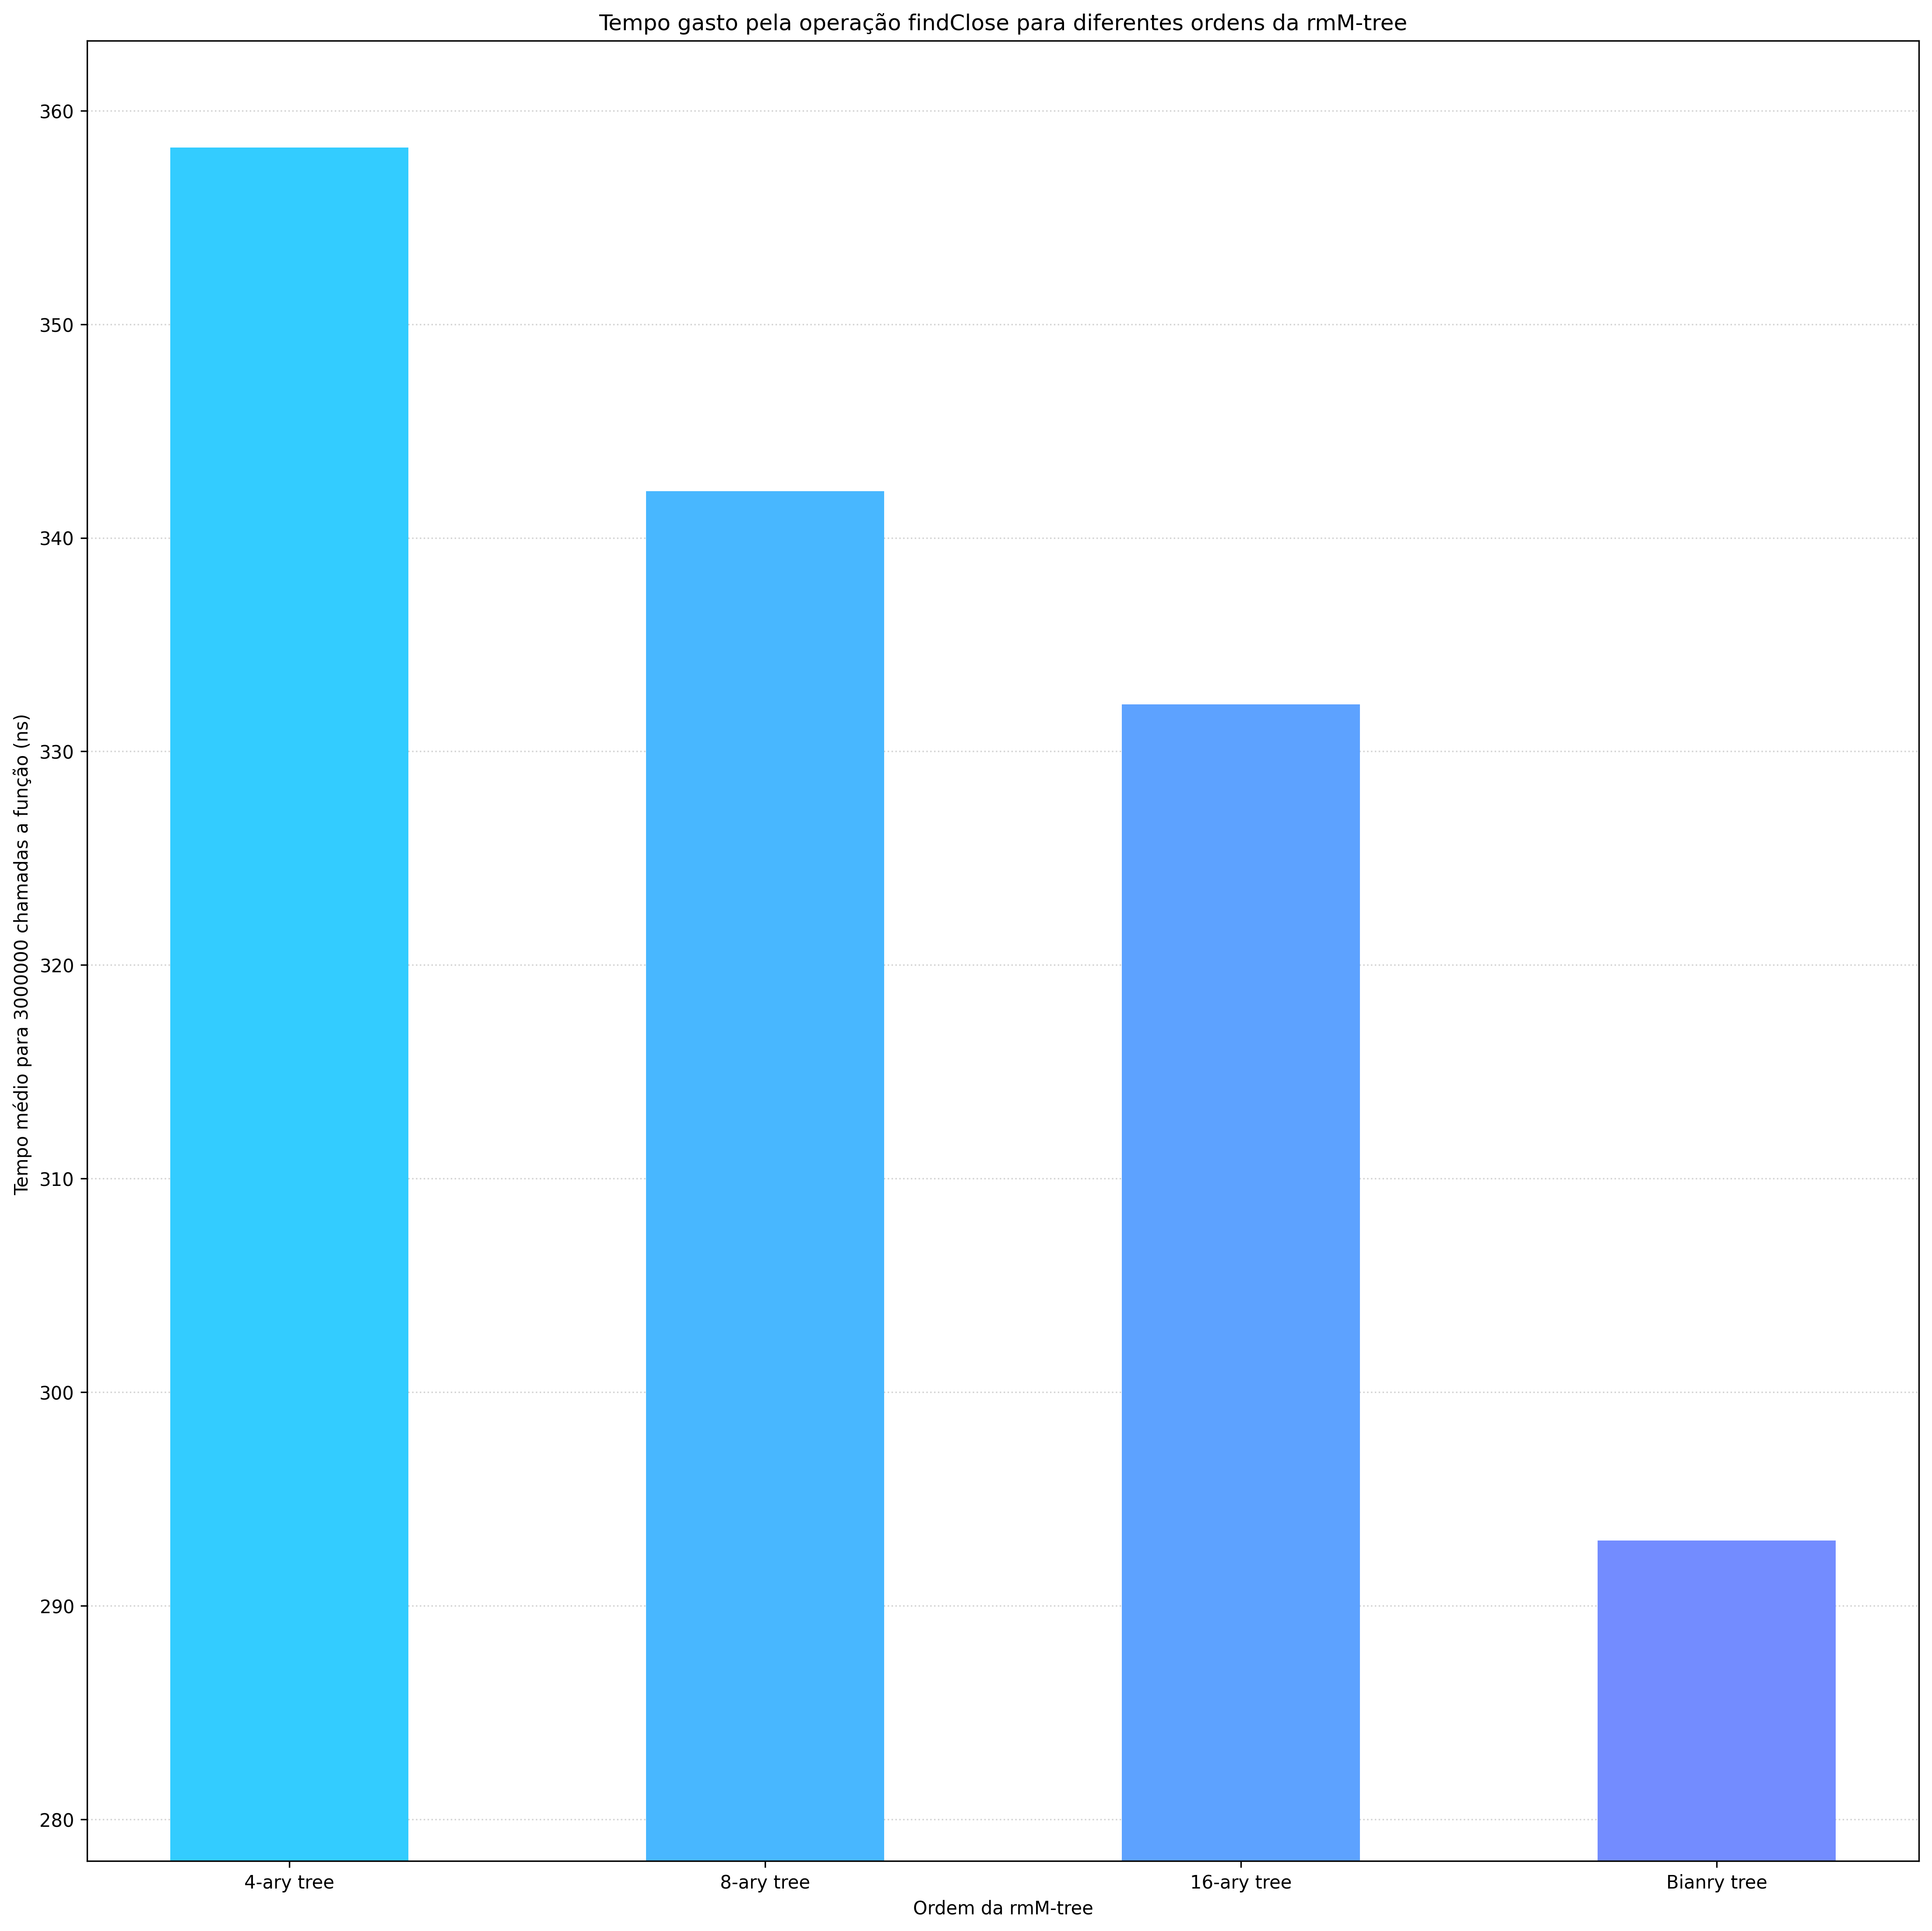 Tempo gasto pela operação findClose para diferentes ordens da rmM-tree
Tempo médio para 3000000 chamadas a função (ns)
360
350
340
330
320
310
300
290
280
4-ary tree
8-ary tree
16-ary tree
Bianry tree
Ordem da rmM-tree